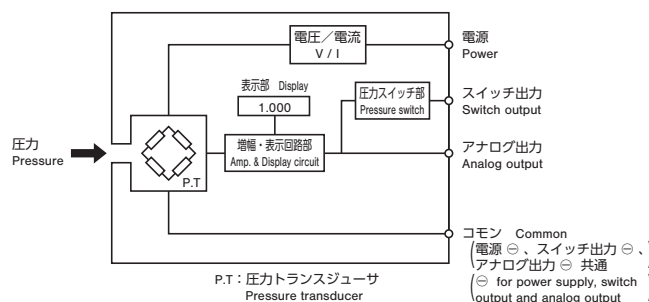 電圧／電流
V / I
電源
Power
表示部 Display
1.000
圧力スイッチ部
Pressure switch
スイッチ出力
Switch output
圧力
Pressure
P.T
増幅・表示回路部
Amp. & Display circuit
アナログ出力
Analog output
コモン Common
(電源 ⊖ 、スイッチ出力 ⊖ 、
アナログ出力 ⊖ 共通)
(⊖ for power supply, switch
output and analog output)
P.T：圧力トランスジューサ
Pressure transducer